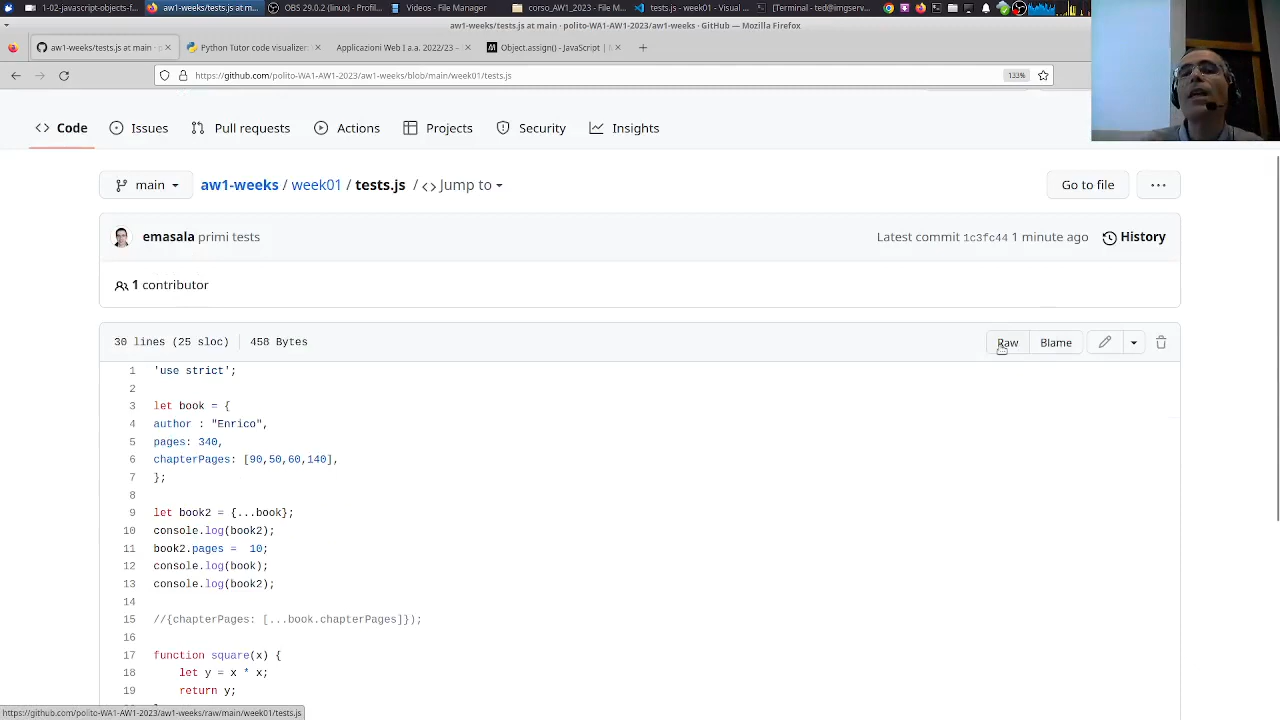 1-02-javascript-objects-f...
aw1-weeks/tests.js at m...
OBS 29.0.2 (linux) - Profi...
Videos - File Manager
corso_AW1_2023 - File M...
tests.js - week01 - Visual ...
[Terminal - ted@imgserv...
aw1-weeks/tests.js at main · polito-WA1-AW1-2023/aw1-weeks · GitHub — Mozilla Firefox
aw1-weeks/tests.js at main · p
Python Tutor code visualizer:
Applicazioni Web I a.a. 2022/23 -
Object.assign() - JavaScript | M
https://github.com/polito-WA1-AW1-2023/aw1-weeks/blob/main/week01/tests.js
133%
Code
Issues
Pull requests
Actions
Projects
Security
Insights
main
aw1-weeks / week01 / tests.js / <> Jump to
Go to file
...
emasala primi tests
Latest commit 1c3fc44 1 minute ago
History
1 contributor
30 lines (25 sloc) 458 Bytes
Raw
Blame
1 'use strict';
2
3 let book = {
4 author : "Enrico",
5 pages: 340,
6 chapterPages: [90,50,60,140],
7 };
8
9 let book2 = {...book};
10 console.log(book2);
11 book2.pages = 10;
12 console.log(book);
13 console.log(book2);
14
15 //{chapterPages: [...book.chapterPages]});
16
17 function square(x) {
18 let y = x * x;
19 return y;
https://github.com/polito-WA1-AW1-2023/aw1-weeks/raw/main/week01/tests.js